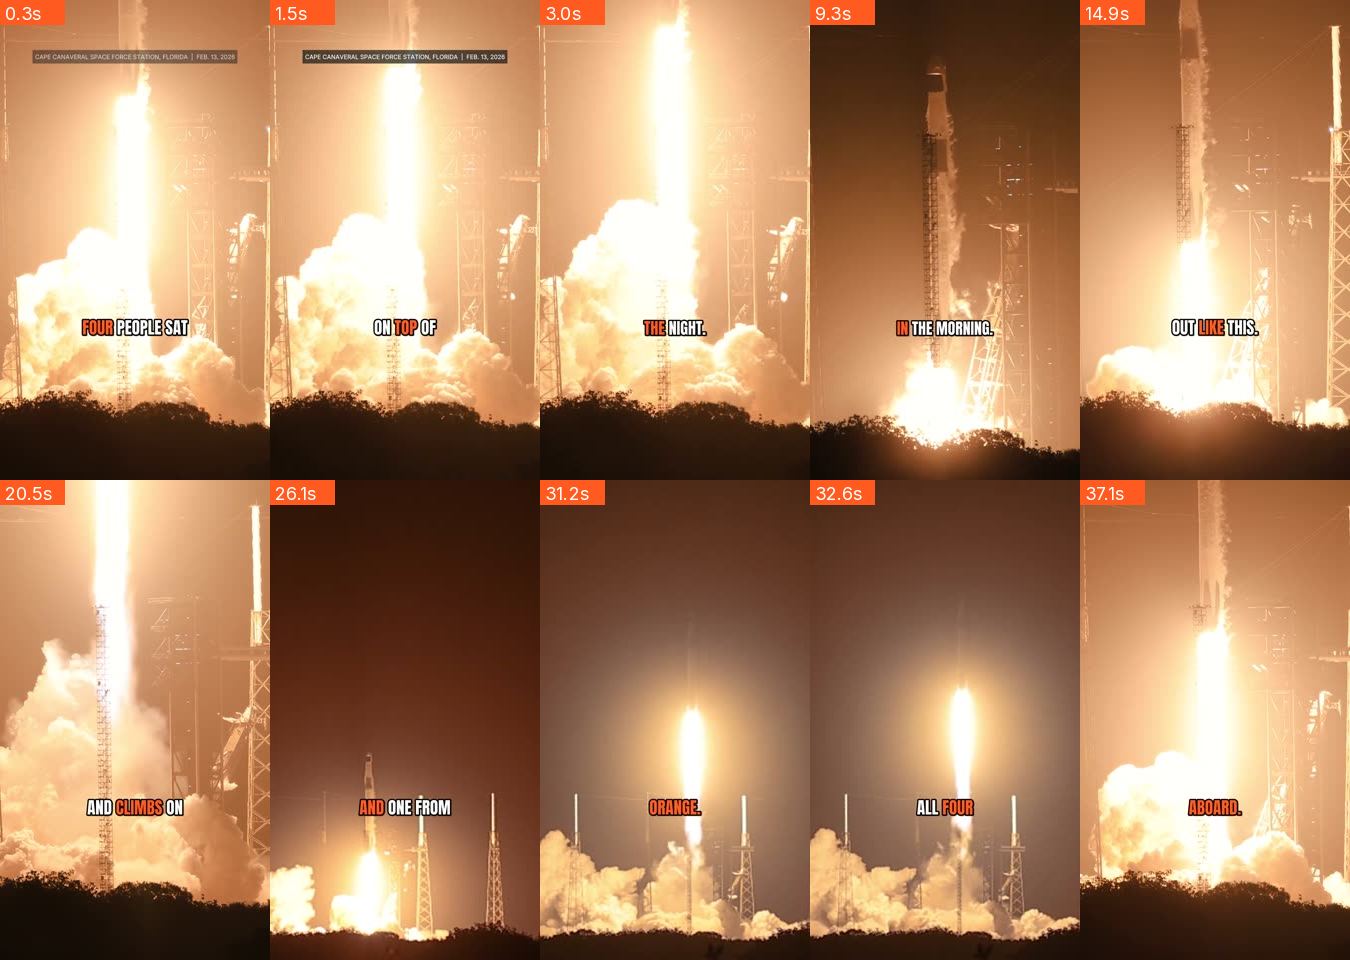 0.3s
CAPE CANAVERAL SPACE FORCE STATION, FLORIDA | FEB. 13, 2026
FOUR PEOPLE SAT
1.5s
CAPE CANAVERAL SPACE FORCE STATION, FLORIDA | FEB. 13, 2026
ON TOP OF
3.0s
THE NIGHT.
9.3s
IN THE MORNING.
14.9s
OUT LIKE THIS.
20.5s
AND CLIMBS ON
26.1s
AND ONE FROM
31.2s
ORANGE.
32.6s
ALL FOUR
37.1s
ABOARD.